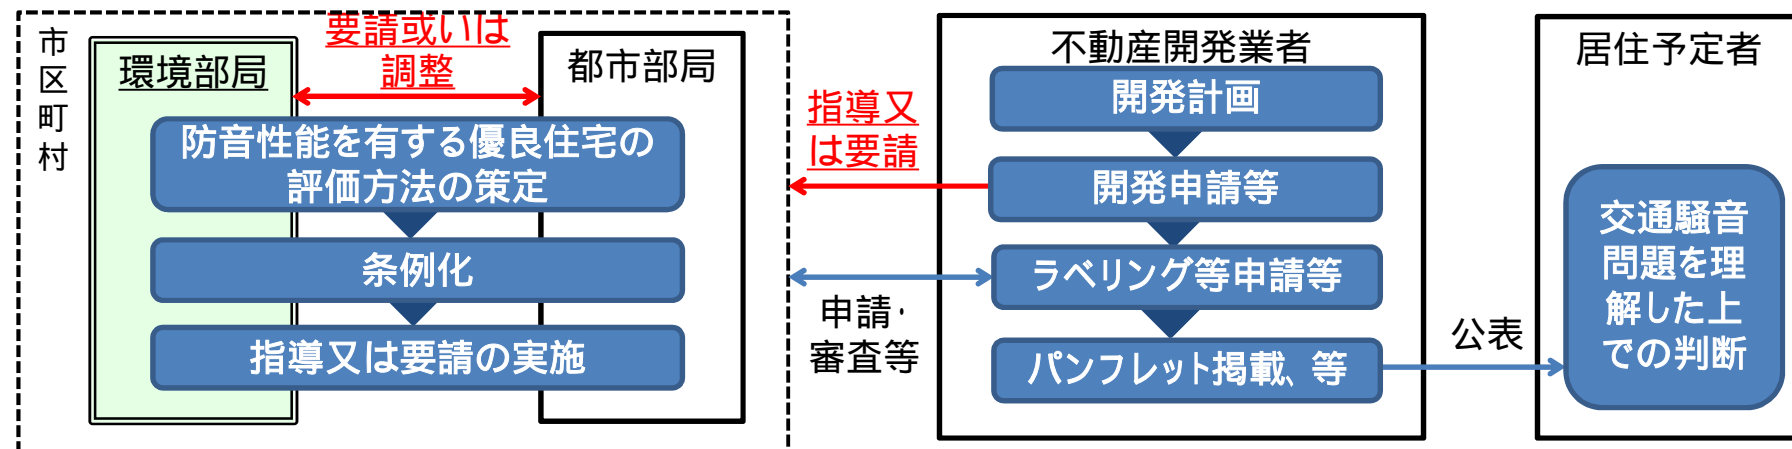 市
区
町
村
環境部局
要請或いは
調整
都市部局
防音性能を有する優良住宅の
評価方法の策定
条例化
指導又は要請の実施
指導又
は要請
申請・
審査等
不動産開発業者
開発計画
開発申請等
ラベリング等申請等
パンフレット掲載、等
公表
居住予定者
交通騒音
問題を理
解した上
での判断